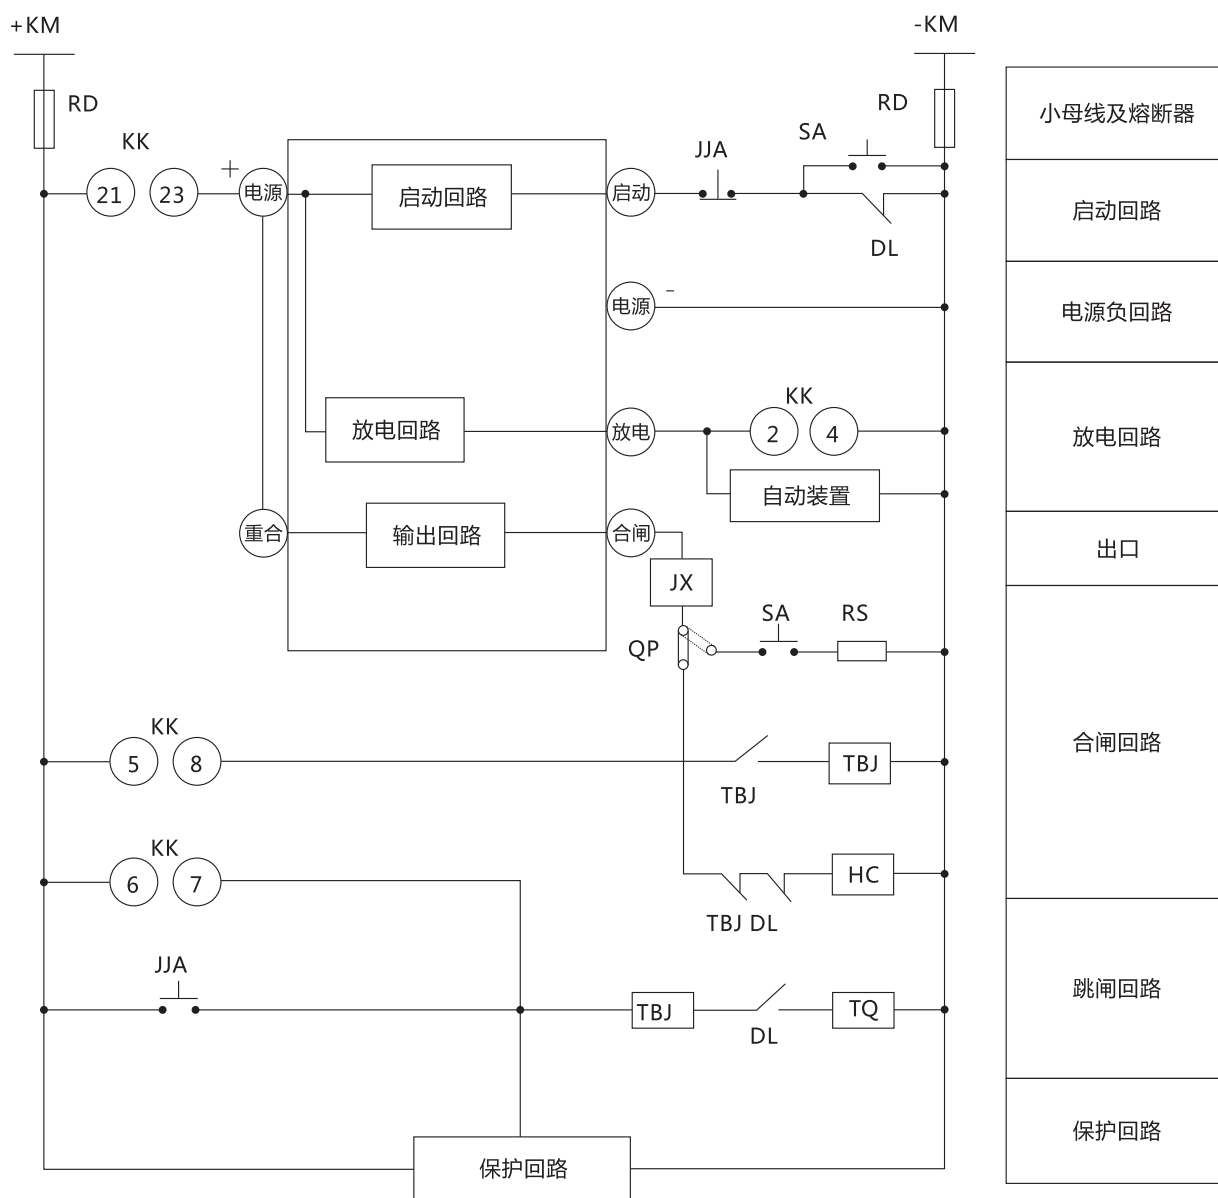 +KM
-KM
RD
RD
小母线及熔断器
KK
SA
JJA
+
21
23
电源
启动回路
启动
启动回路
DL
电源
-
电源负回路
KK
放电回路
放电
2
4
放电回路
自动装置
重合
输出回路
合闸
出口
JX
SA
RS
QP
KK
5
8
TBJ
TBJ
合闸回路
KK
6
7
HC
TBJ
DL
JJA
TBJ
DL
TQ
跳闸回路
保护回路
保护回路